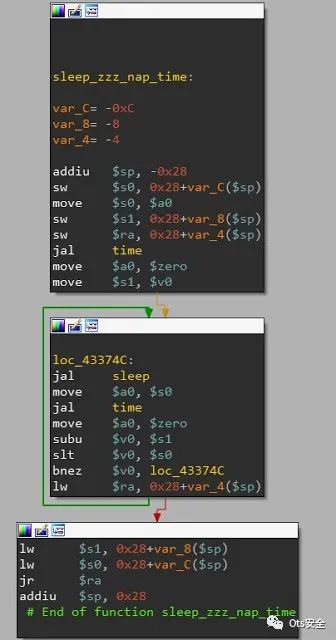 sleep_zzz_nap_time:
var_C= -0xC
var_8= -8
var_4= -4
addiu $sp, -0x28
sw $s0, 0x28+var_C($sp)
move $s0, $a0
sw $s1, 0x28+var_8($sp)
sw $ra, 0x28+var_4($sp)
jal time
move $a0, $zero
move $s1, $v0
loc_43374C:
jal sleep
move $a0, $s0
jal time
move $a0, $zero
subu $v0, $s1
slt $v0, $s0
bnez $v0, loc_43374C
lw $ra, 0x28+var_4($sp)
lw $s1, 0x28+var_8($sp)
lw $s0, 0x28+var_C($sp)
jr $ra
addiu $sp, 0x28
# End of function sleep_zzz_nap_time
Ots安全